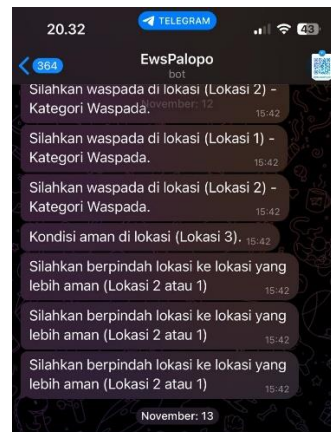 20.32
TELEGRAM
43
364
EwsPalopo
bot
Silahkan waspada di lokasi (Lokasi 2) -
November: 12
Kategori Waspada.
15:42
Silahkan waspada di lokasi (Lokasi 1) -
Kategori Waspada.
15:42
Silahkan waspada di lokasi (Lokasi 2) -
Kategori Waspada.
15:42
Kondisi aman di lokasi (Lokasi 3). 15:42
Silahkan berpindah lokasi ke lokasi yang
lebih aman (Lokasi 2 atau 1)
15:42
Silahkan berpindah lokasi ke lokasi yang
lebih aman (Lokasi 2 atau 1)
15:42
Silahkan berpindah lokasi ke lokasi yang
lebih aman (Lokasi 2 atau 1)
15:42
November: 13